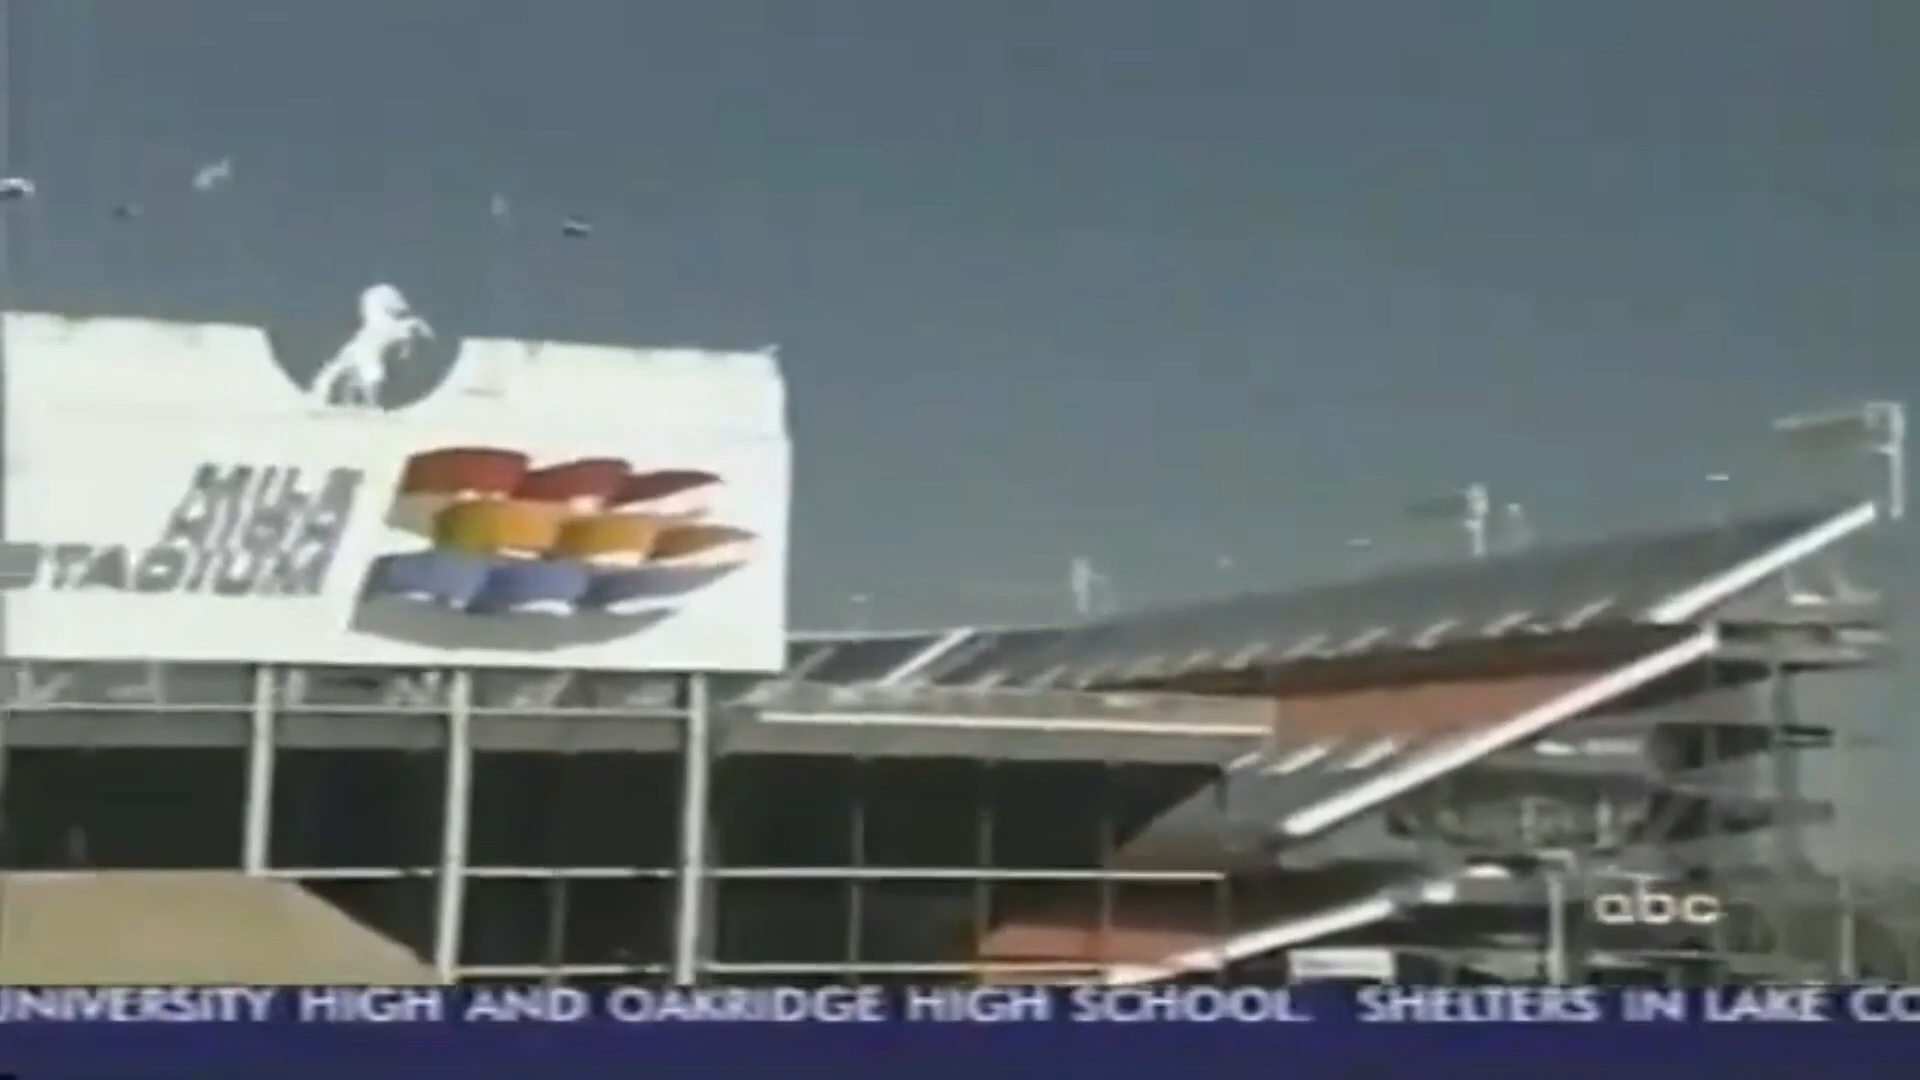 MILE
HIGH
STADIUM
abc
UNIVERSITY HIGH AND OAKRIDGE HIGH SCHOOL. SHELTERS IN LAKE CO